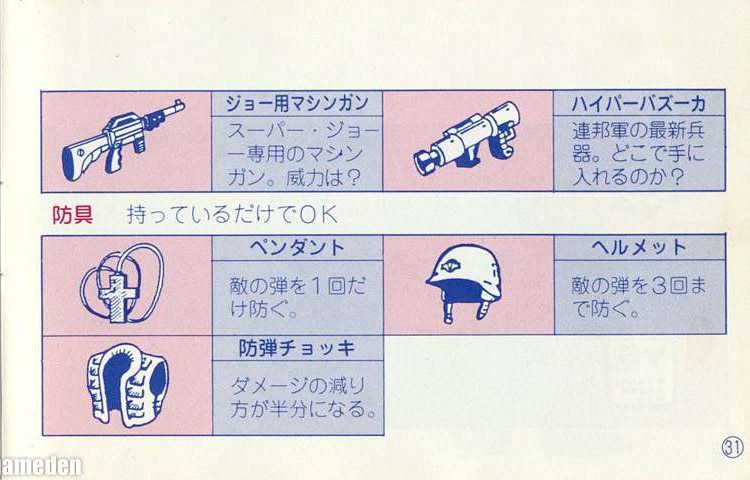 ジョー用マシンガン
スーパー・ジョー
ー専用のマシン
ガン。威力は？
ハイパーバズーカ
連邦軍の最新兵
器。どこで手に
入れるのか？
防具 持っているだけでOK
ペンダント
敵の弾を1回だ
け防ぐ。
ヘルメット
敵の弾を3回ま
で防ぐ。
防弾チョッキ
ダメージの減り
方が半分になる。
31
ameden